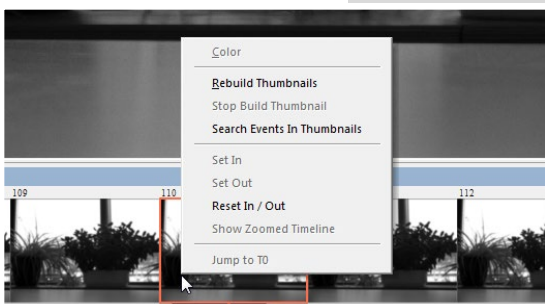 Color
Rebuild Thumbnails
Stop Build Thumbnail
Search Events In Thumbnails
Set In
Set Out
Reset In / Out
Show Zoomed Timeline
Jump to T0
109
110
112